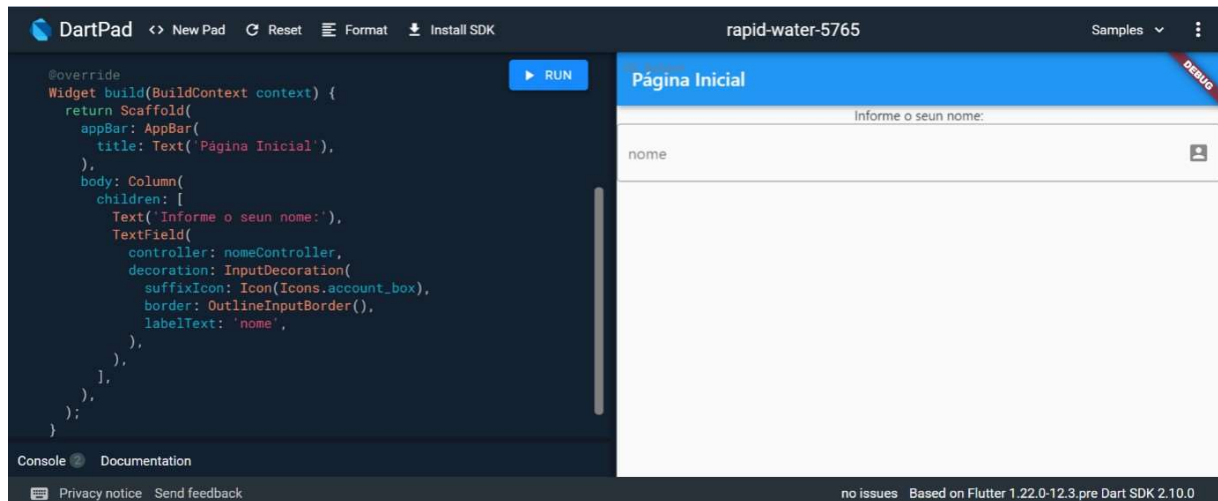 DartPad <> New Pad Reset Format Install SDK rapid-water-5765 Samples
@override
Widget build(BuildContext context) {
return Scaffold(
appBar: AppBar(
title: Text('Página Inicial'),
),
body: Column(
children: [
Text('Informe o seun nome:'),
TextField(
controller: nomeController,
decoration: InputDecoration(
suffixIcon: Icon(Icons.account_box),
border: OutlineInputBorder(),
labelText: 'nome',
),
),
],
),
);
}
RUN
Console 2 Documentation
Página Inicial
DEBUG
Informe o seun nome:
nome
Privacy notice Send feedback no issues Based on Flutter 1.22.0-12.3.pre Dart SDK 2.10.0